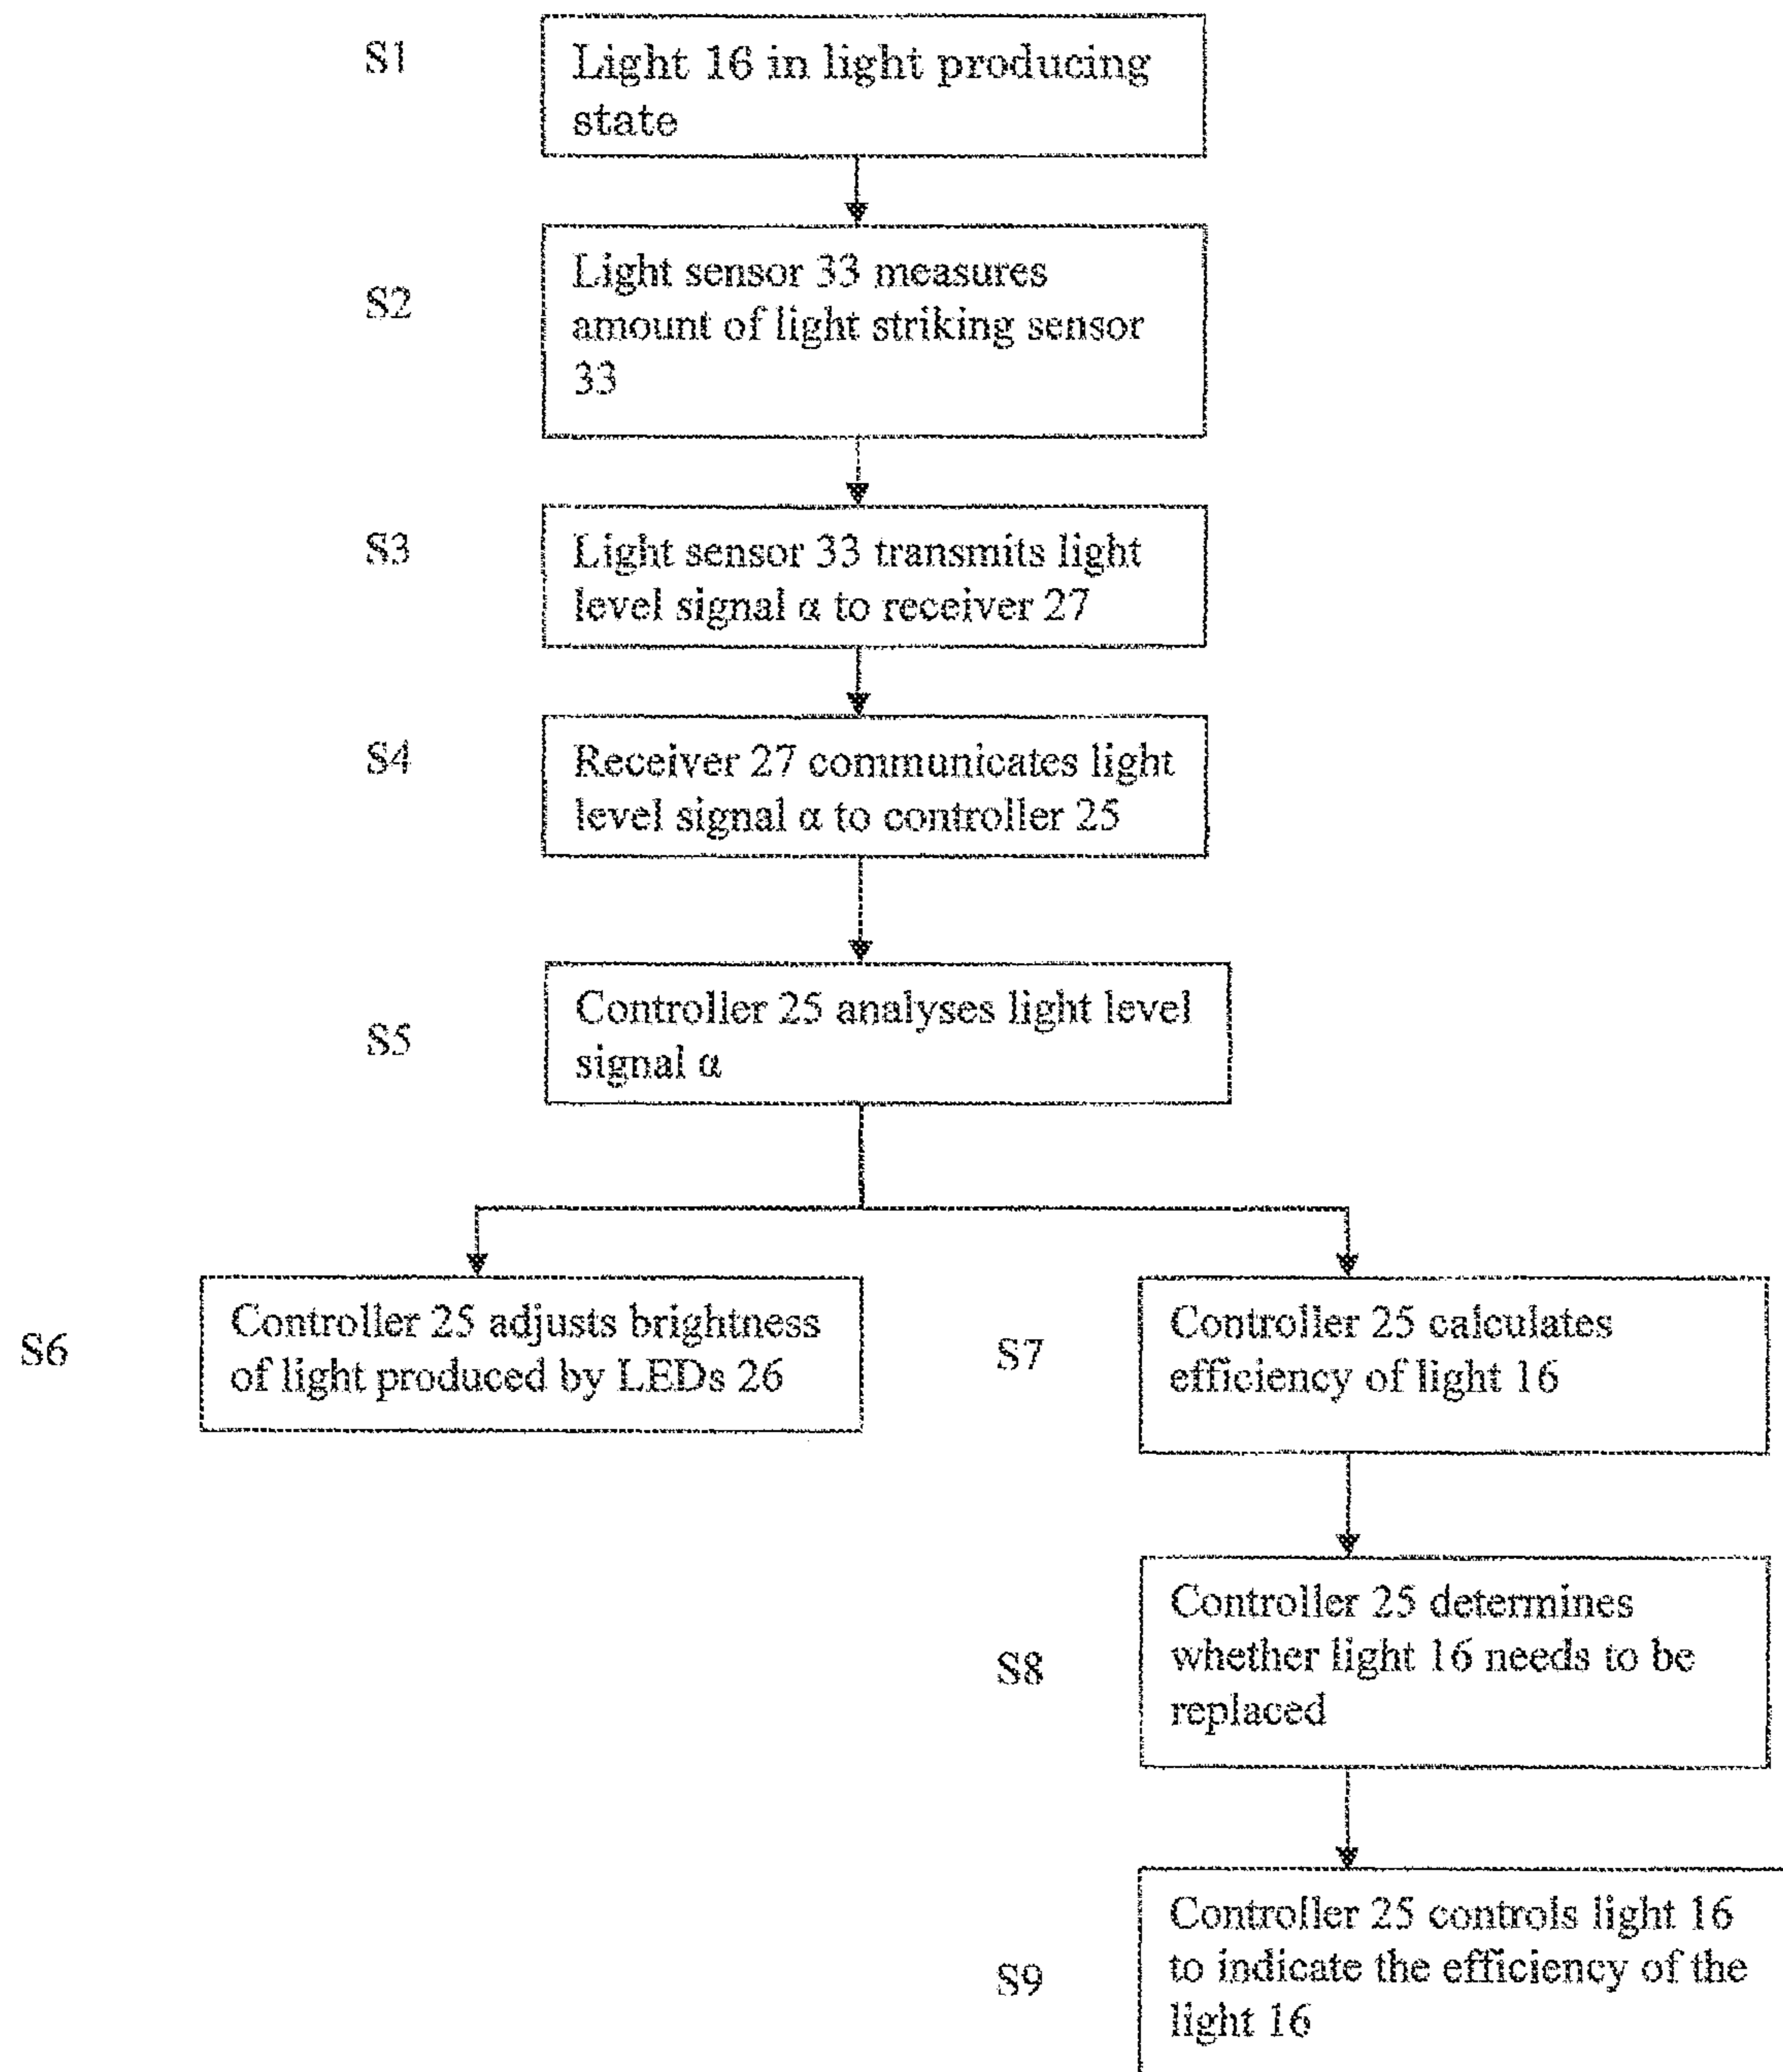 S1
Light 16 in light producing
state
S2
Light sensor 33 measures
amount of light striking sensor
33
S3
Light sensor 33 transmits light
level signal α to receiver 27
S4
Receiver 27 communicates light
level signal α to controller 25
S5
Controller 25 analyses light level
signal α
S6
Controller 25 adjusts brightness
of light produced by LEDs 26
S7
Controller 25 calculates
efficiency of light 16
S8
Controller 25 determines
whether light 16 needs to be
replaced
S9
Controller 25 controls light 16
to indicate the efficiency of the
light 16